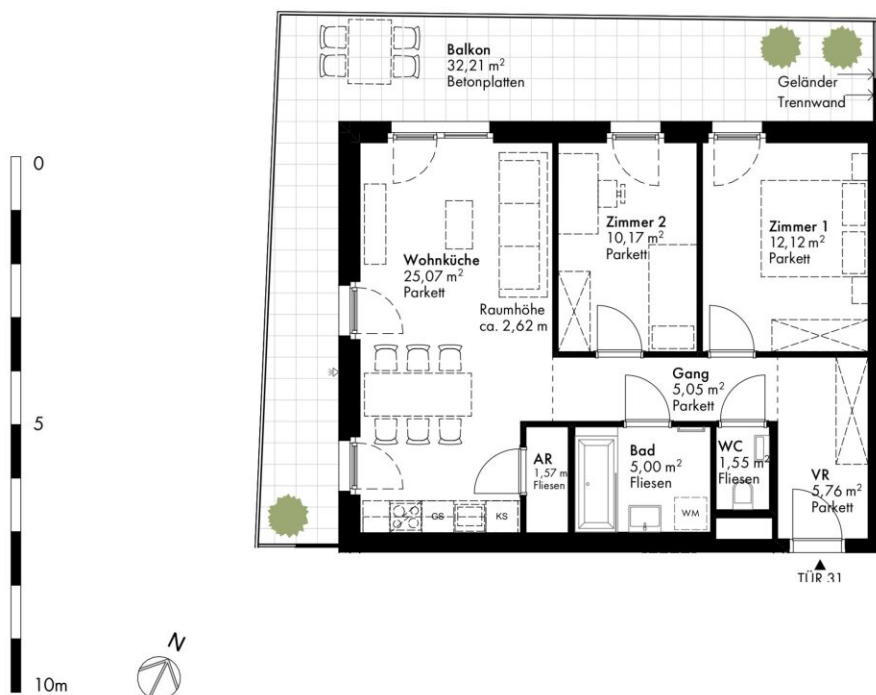 Balkon
32,21 m²
Betonplatten
Geländer
Trennwand
0
Zimmer 2
10,17 m²
Parkett
Zimmer 1
12,12 m²
Parkett
Wohnküche
25,07 m²
Parkett
Raumhöhe
ca. 2,62 m
Gang
5,05 m²
Parkett
5
AR
1,57 m
Fliesen
Bad
5,00 m²
Fliesen
WC
1,55 m²
Fliesen
VR
5,76 m²
Parkett
GS
KS
WM
TÜR 31
N
10m